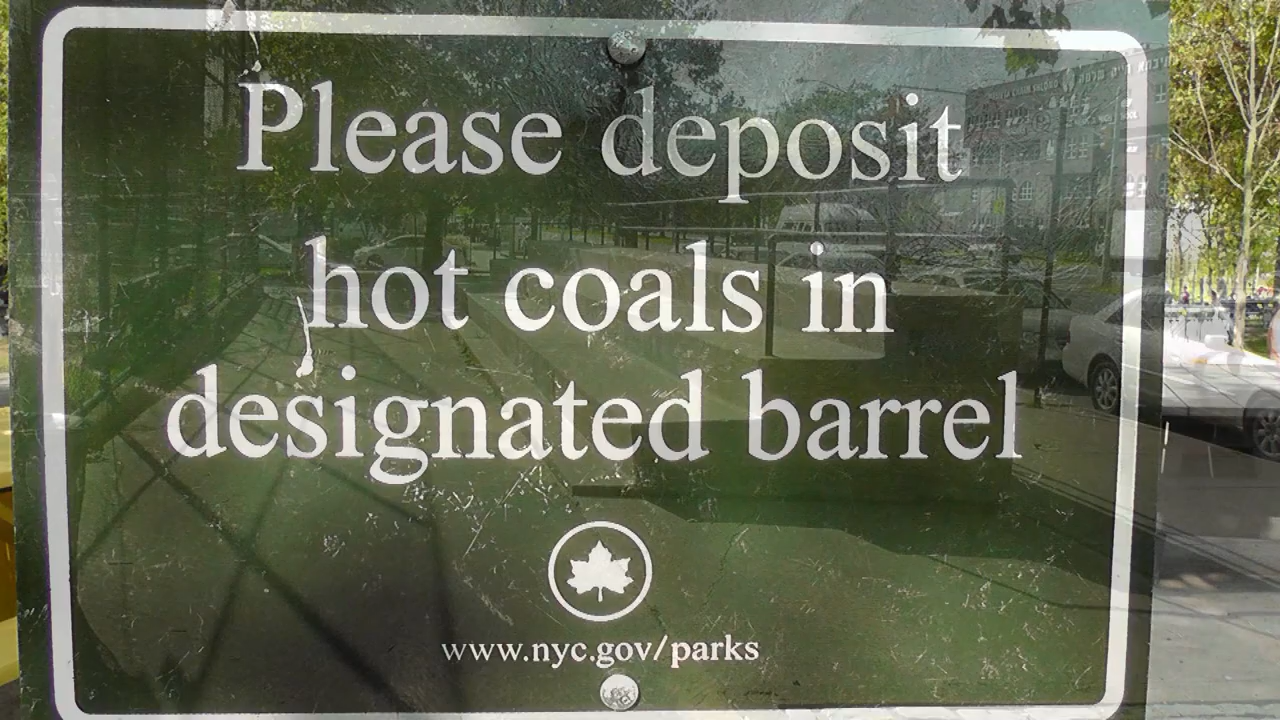 Please deposit
hot coals in
designated barrel
www.nyc.gov/parks